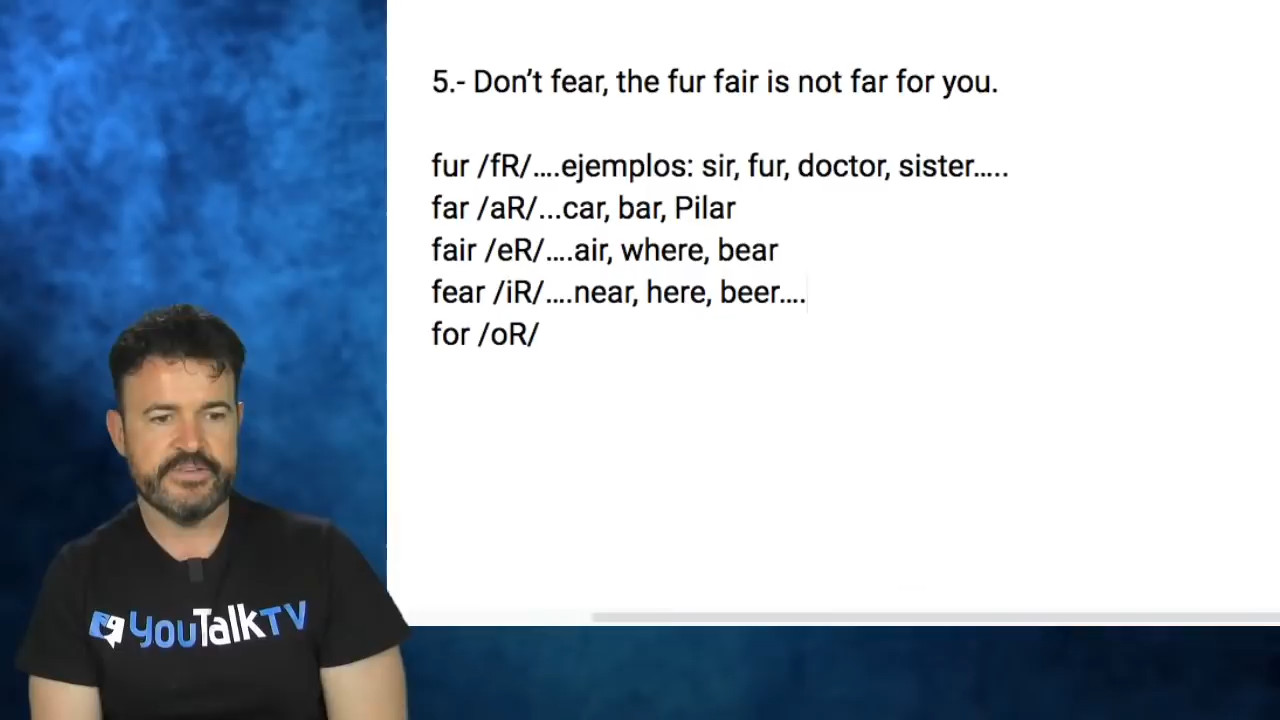 5.- Don’t fear, the fur fair is not far for you.
fur /fR/….ejemplos: sir, fur, doctor, sister…..
far /aR/...car, bar, Pilar
fair /eR/….air, where, bear
fear /iR/….near, here, beer….
for /oR/
YouTalkTV